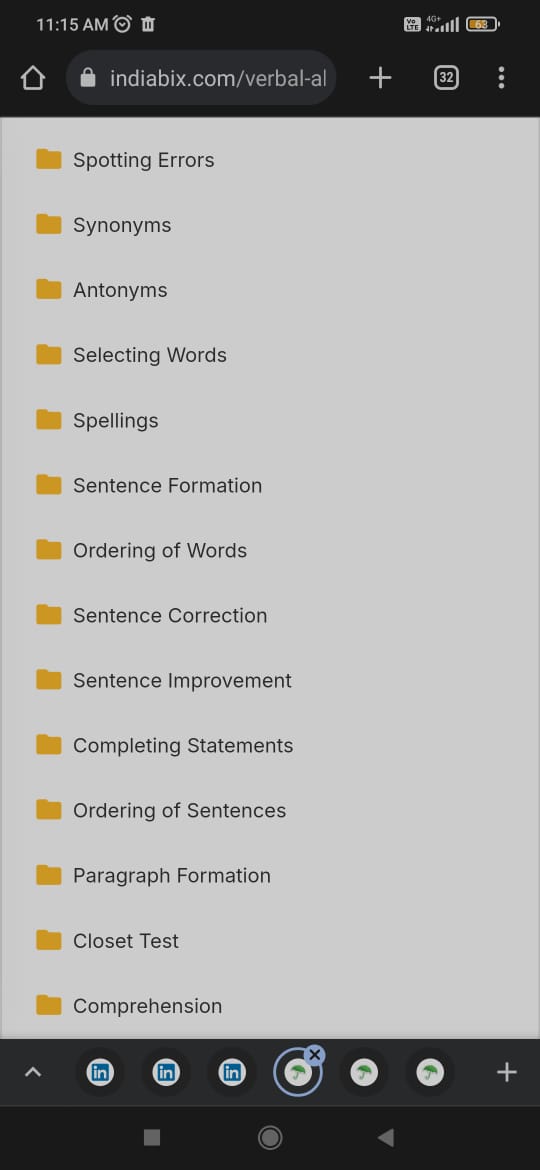 11:15 AM
Vo LTE 4G+ 63
indiabix.com/verbal-al
32
Spotting Errors
Synonyms
Antonyms
Selecting Words
Spellings
Sentence Formation
Ordering of Words
Sentence Correction
Sentence Improvement
Completing Statements
Ordering of Sentences
Paragraph Formation
Closet Test
Comprehension
in in in